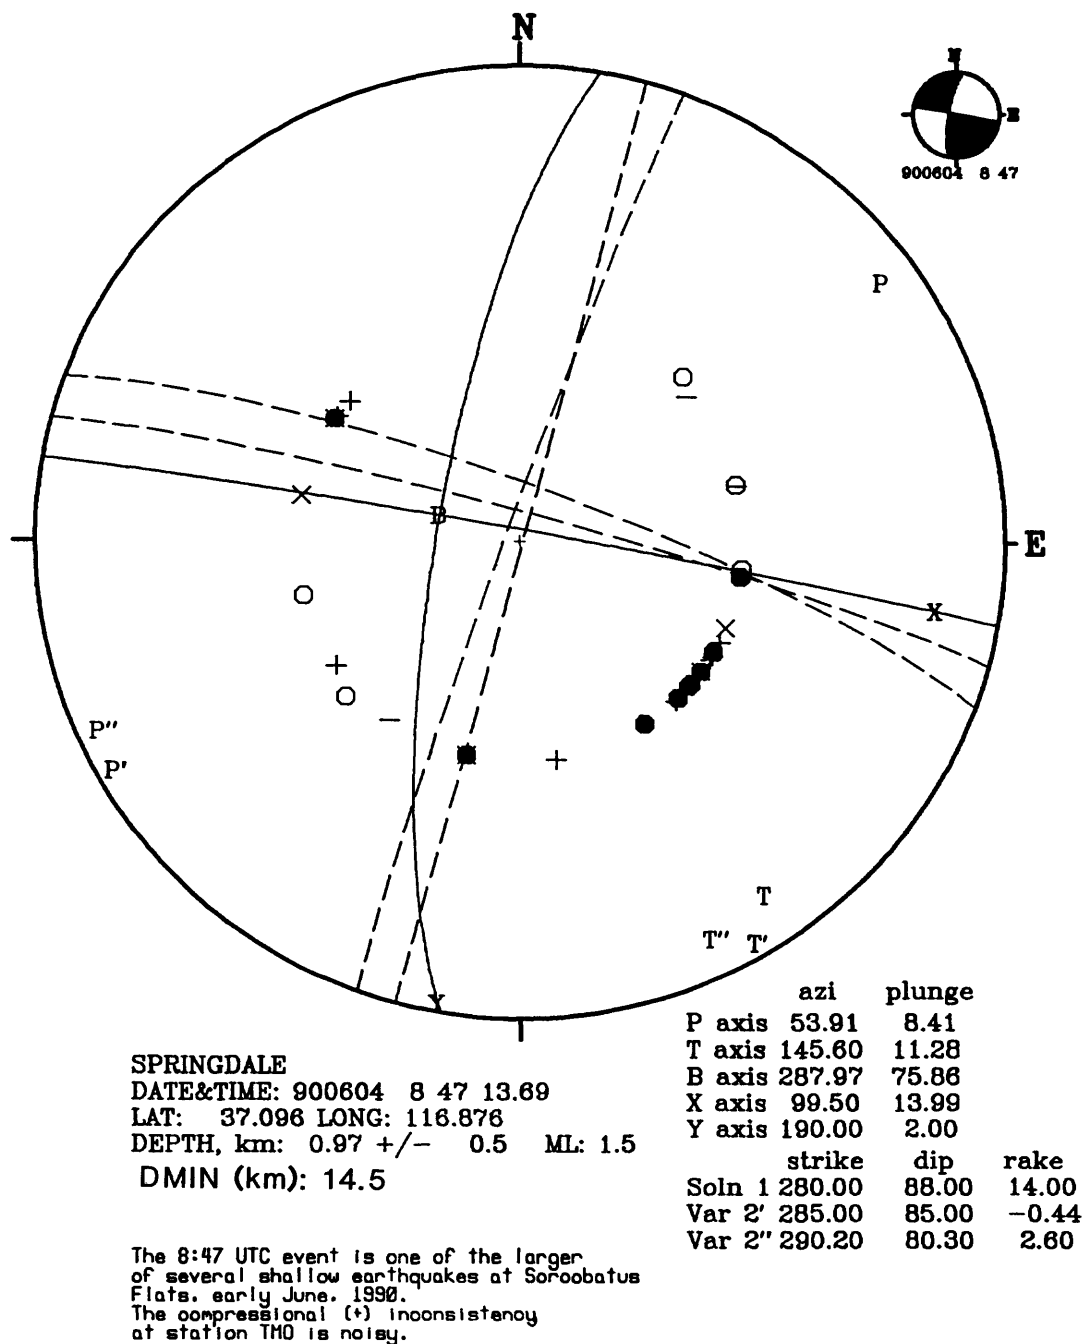 N
N
E
900604 8 47
P
B
E
X
X
X
P"
P'
T
T"
T'
Y
azi plunge
P axis 53.91 8.41
T axis 145.60 11.28
B axis 287.97 75.86
X axis 99.50 13.99
Y axis 190.00 2.00
strike dip rake
Soln 1 280.00 88.00 14.00
Var 2' 285.00 85.00 -0.44
Var 2" 290.20 80.30 2.60
SPRINGDALE
DATE&TIME: 900604 8 47 13.69
LAT: 37.096 LONG: 116.876
DEPTH, km: 0.97 +/- 0.5 ML: 1.5
DMIN (km): 14.5
The 8:47 UTC event is one of the larger
of several shallow earthquakes at Soroobatus
Flats. early June. 1990.
The compressional (+) inconsistency
at station TMO is noisy.